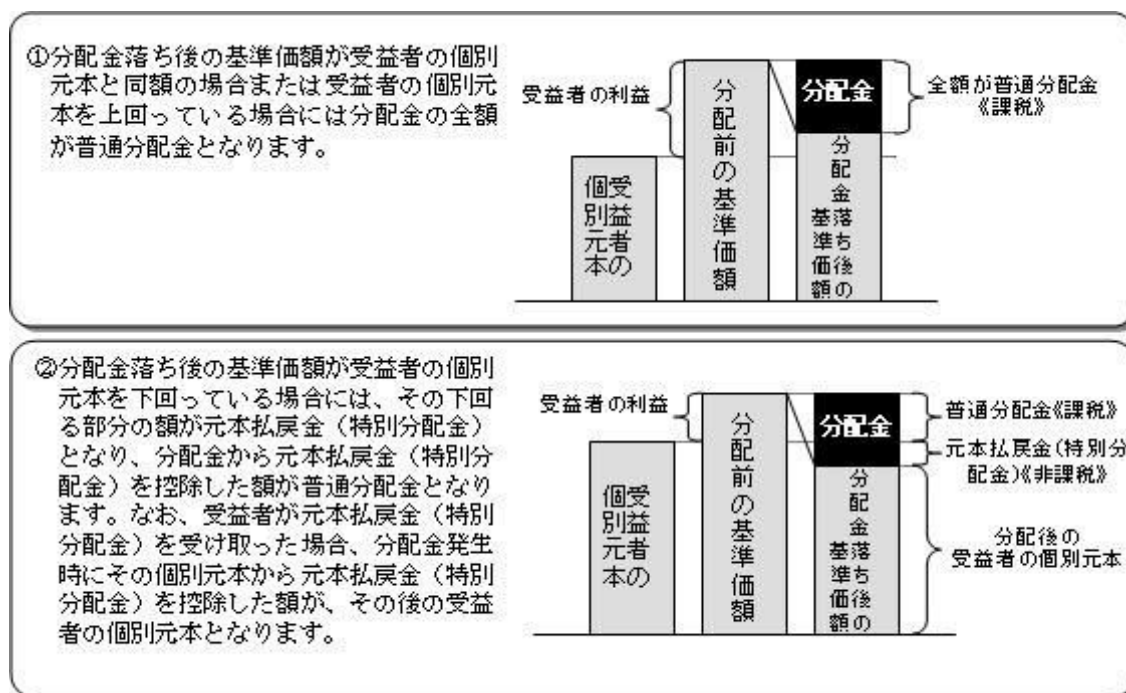 ①分配金落ち後の基準価額が受益者の個別
元本と同額の場合または受益者の個別元
本を上回っている場合には分配金の全額
が普通分配金となります。
受益者の利益
受益者の
個別元本
分配前の基準価額
分配金
分配金落ち後の
基準価額
全額が普通分配金
《課税》
②分配金落ち後の基準価額が受益者の個別
元本を下回っている場合には、その下回
る部分の額が元本払戻金（特別分配金）
となり、分配金から元本払戻金（特別分
配金）を控除した額が普通分配金となり
ます。なお、受益者が元本払戻金（特別
分配金）を受け取った場合、分配金発生
時にその個別元本から元本払戻金（特別
分配金）を控除した額が、その後の受益
者の個別元本となります。
受益者の利益
受益者の
個別元本
分配前の基準価額
分配金
分配金落ち後の
基準価額
普通分配金《課税》
元本払戻金(特別分
配金)《非課税》
分配後の
受益者の個別元本